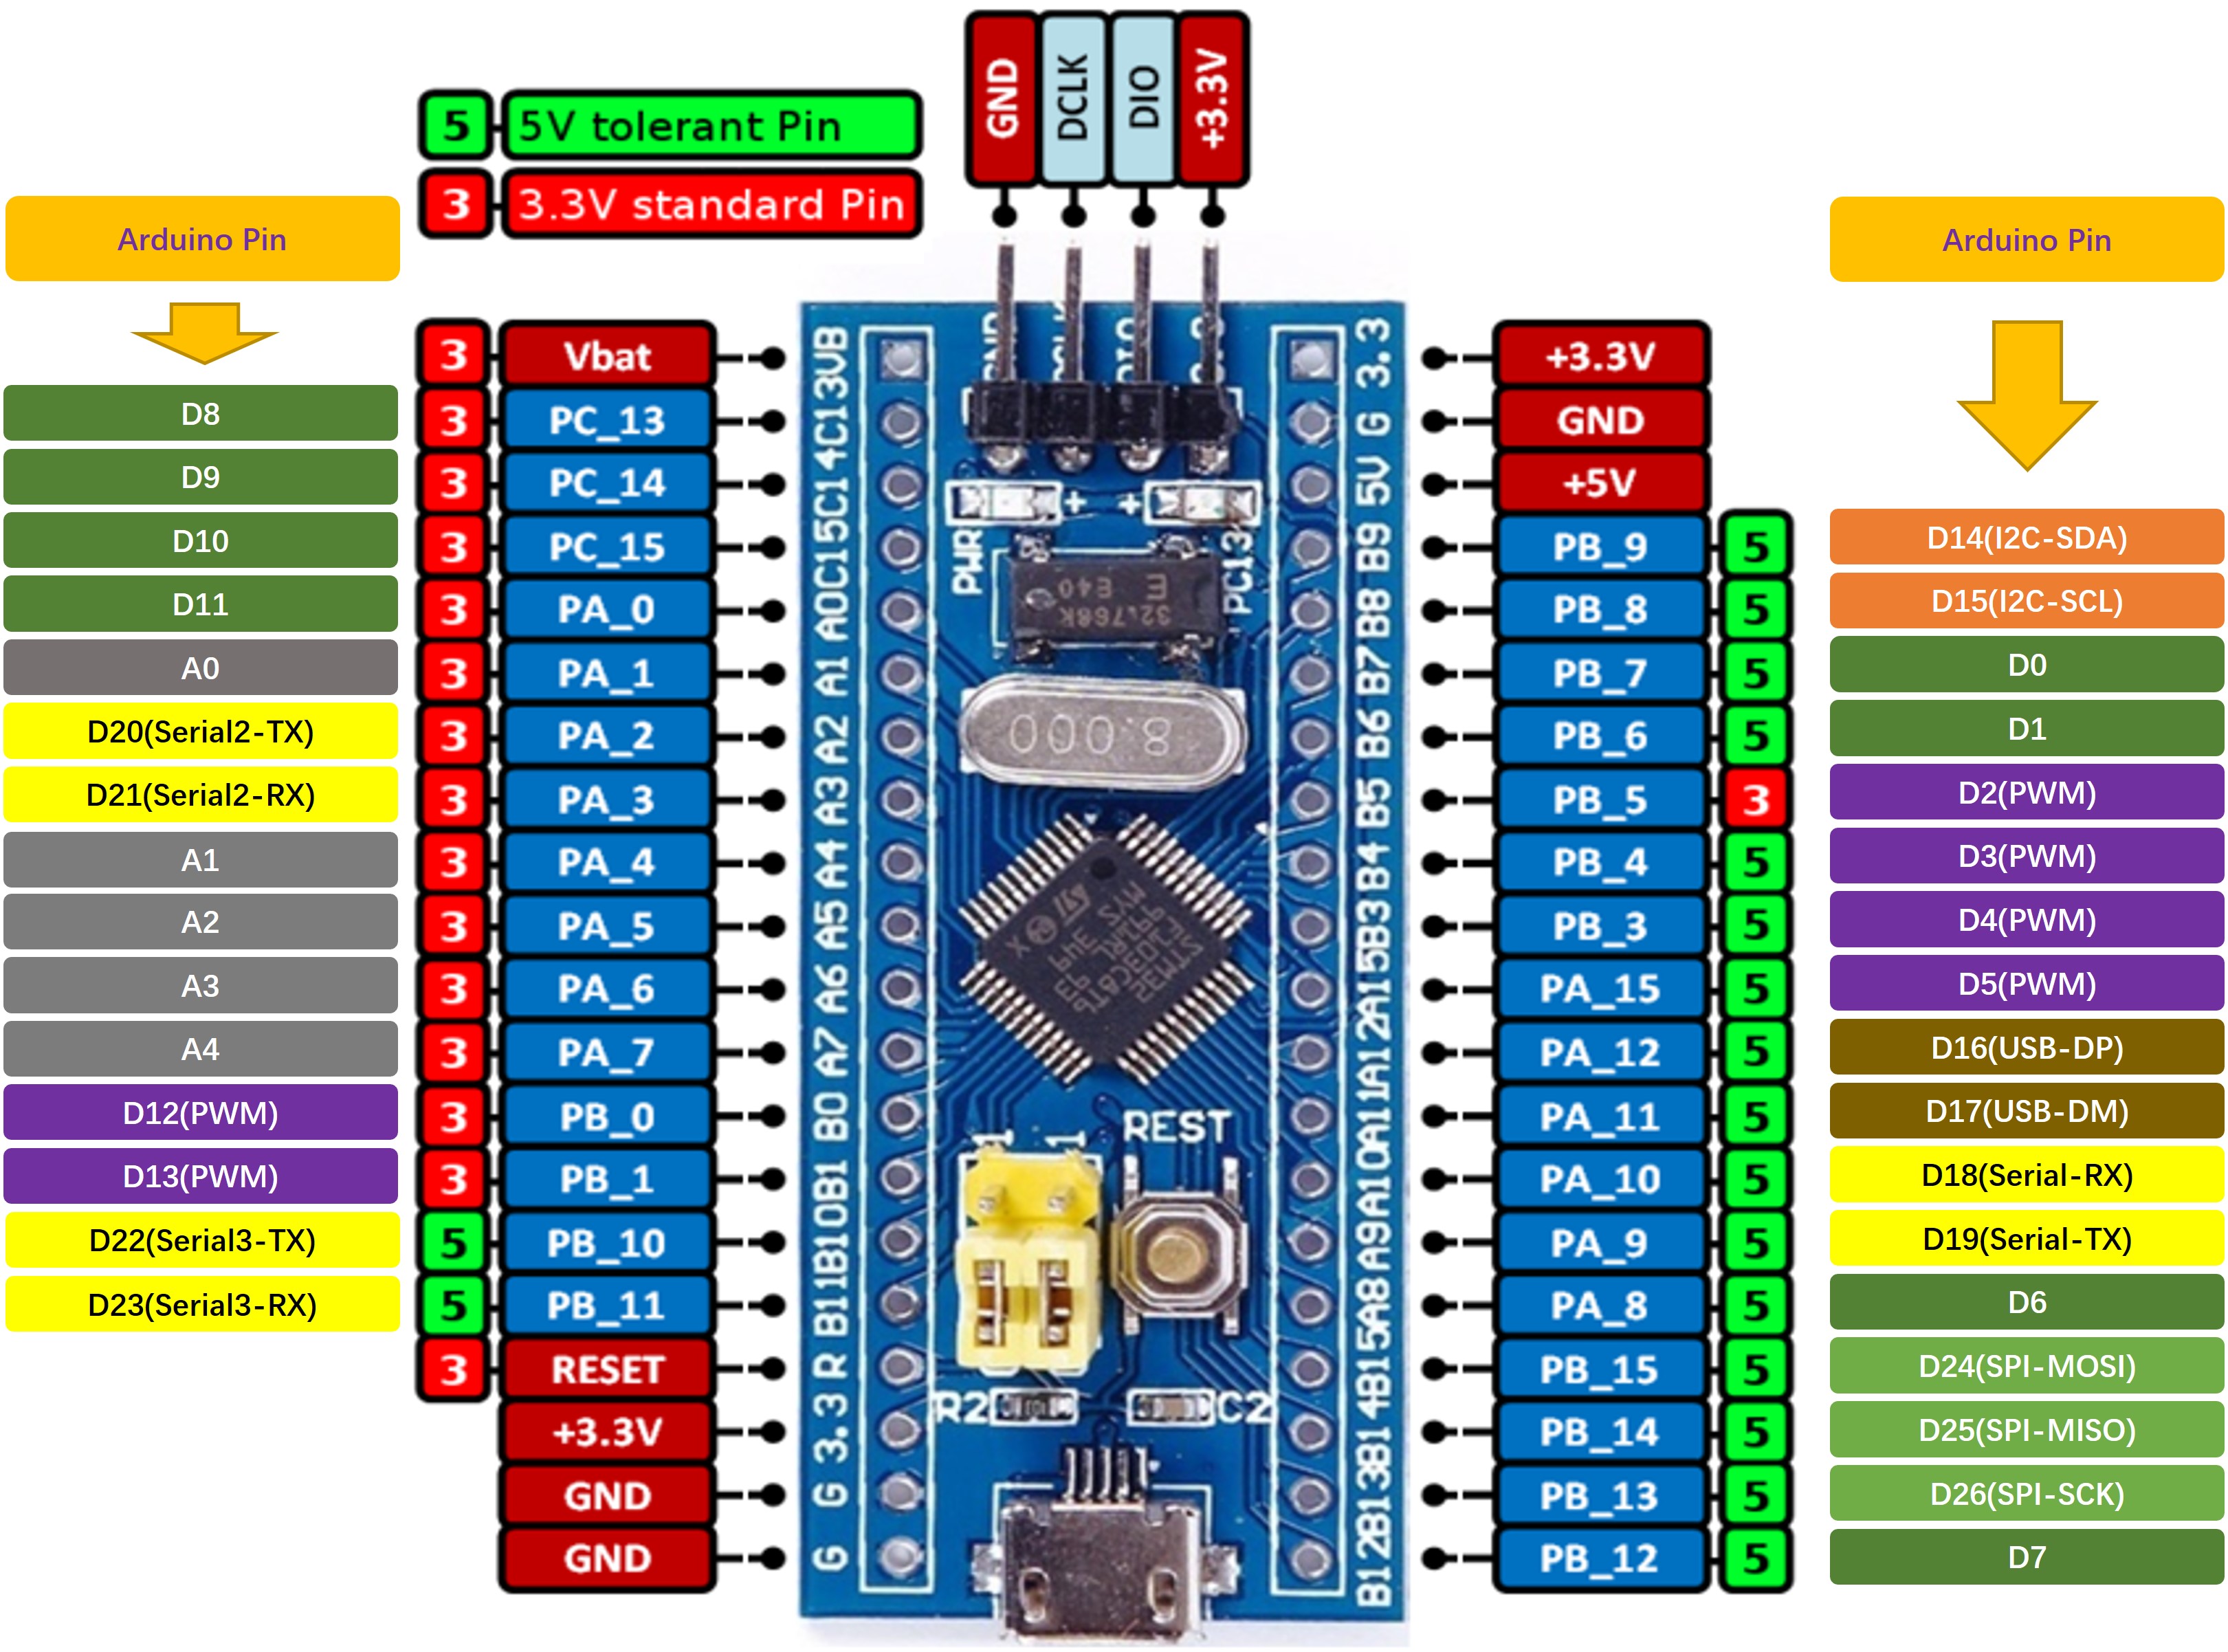 GND
DCLK
DIO
+3.3V
5 5V tolerant Pin
3 3.3V standard Pin
Arduino Pin
3 Vbat
D8 3 PC_13
D9 3 PC_14
D10 3 PC_15
D11 3 PA_0
A0 3 PA_1
D20(Serial2-TX) 3 PA_2
D21(Serial2-RX) 3 PA_3
A1 3 PA_4
A2 3 PA_5
A3 3 PA_6
A4 3 PA_7
D12(PWM) 3 PB_0
D13(PWM) 3 PB_1
D22(Serial3-TX) 5 PB_10
D23(Serial3-RX) 5 PB_11
3 RESET
+3.3V
GND
GND
VB
C13
C14
C15
A0
A1
A2
A3
A4
A5
A6
A7
B0
B1
B10
B11
R
3.3
G
G
PWR
PC13
E
E40
32.768K
8.000
STM32
F103C8T6
REST
1 1
R2
C2
3.3
G
5V
B9
B8
B7
B6
B5
B4
B3
A15
A12
A11
A10
A9
A8
B15
B14
B13
B12
Arduino Pin
+3.3V
GND
+5V
PB_9 5 D14(I2C-SDA)
PB_8 5 D15(I2C-SCL)
PB_7 5 D0
PB_6 5 D1
PB_5 3 D2(PWM)
PB_4 5 D3(PWM)
PB_3 5 D4(PWM)
PA_15 5 D5(PWM)
PA_12 5 D16(USB-DP)
PA_11 5 D17(USB-DM)
PA_10 5 D18(Serial-RX)
PA_9 5 D19(Serial-TX)
PA_8 5 D6
PB_15 5 D24(SPI-MOSI)
PB_14 5 D25(SPI-MISO)
PB_13 5 D26(SPI-SCK)
PB_12 5 D7